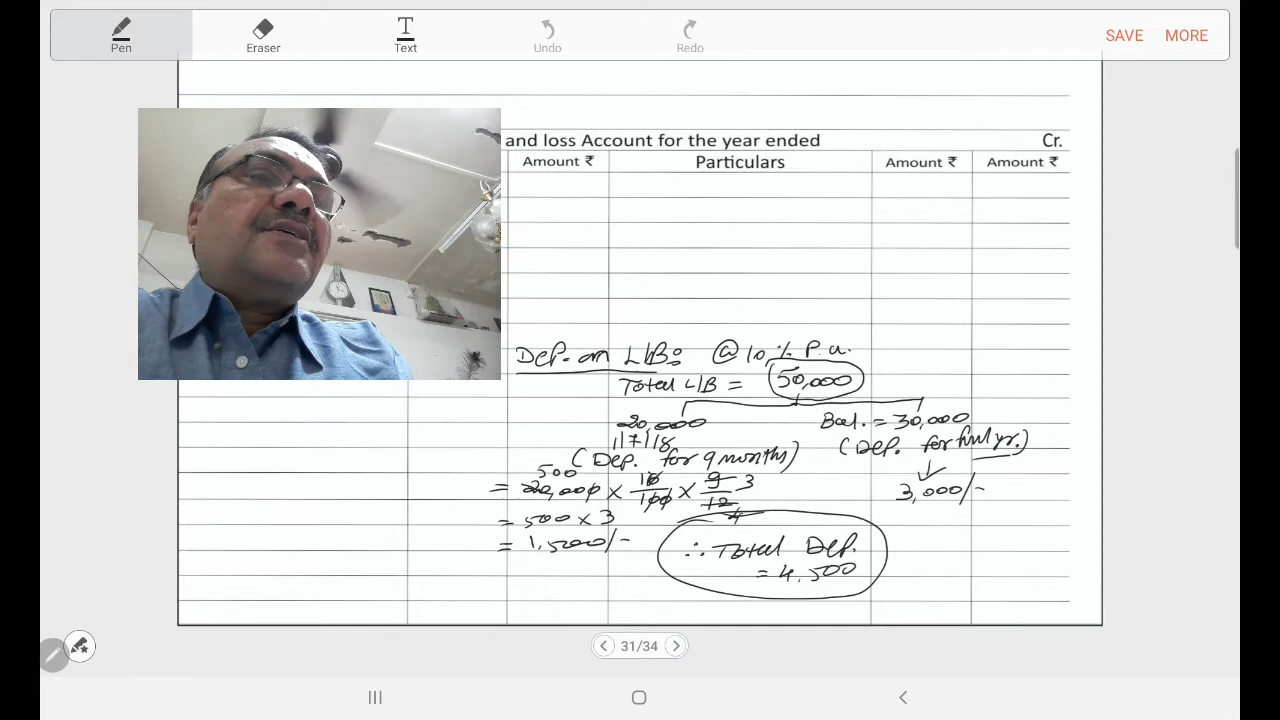 Pen
Eraser
Text
Undo
Redo
SAVE
MORE
and loss Account for the year ended
Cr.
Amount ₹
Particulars
Amount ₹
Amount ₹
Dep. on L/B: @ 10 % P.a.
Total L/B = 50,000
20,000
1/7/18
(Dep. for 9 months)
Bal. = 30,000
(Dep. for full yr.)
3,000/-
500
= 20,000 × 10/100 × 9/12 3
4
= 500 × 3
= 1,5000/-
∴ Total Dep.
= 4,500
31/34